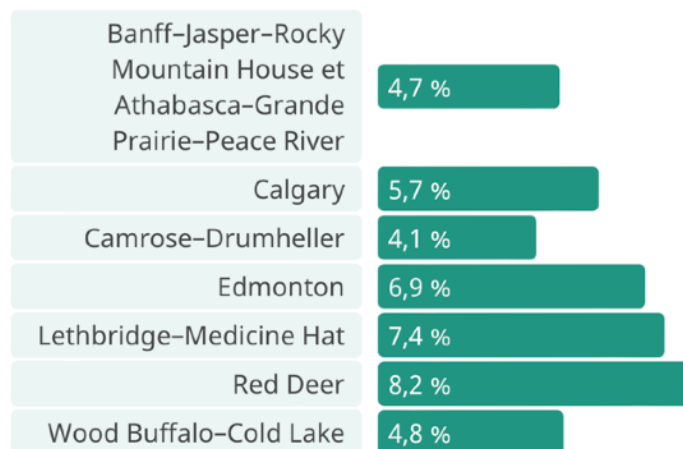 Banff–Jasper–Rocky
Mountain House et
Athabasca–Grande
Prairie–Peace River
4,7 %
Calgary
5,7 %
Camrose–Drumheller
4,1 %
Edmonton
6,9 %
Lethbridge–Medicine Hat
7,4 %
Red Deer
8,2 %
Wood Buffalo–Cold Lake
4,8 %